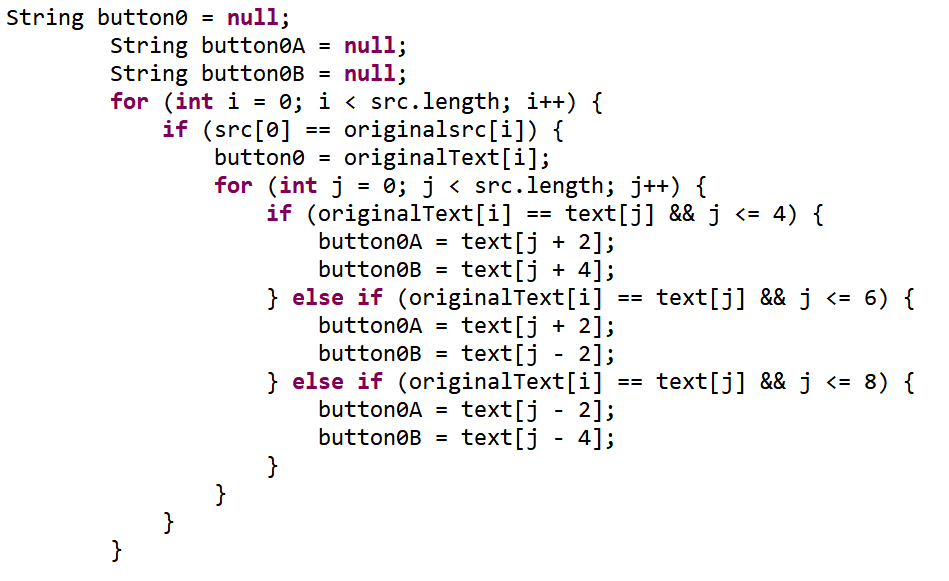 String button0 = null;
String button0A = null;
String button0B = null;
for (int i = 0; i < src.length; i++) {
if (src[0] == originalsrc[i]) {
button0 = originalText[i];
for (int j = 0; j < src.length; j++) {
if (originalText[i] == text[j] && j <= 4) {
button0A = text[j + 2];
button0B = text[j + 4];
} else if (originalText[i] == text[j] && j <= 6) {
button0A = text[j + 2];
button0B = text[j - 2];
} else if (originalText[i] == text[j] && j <= 8) {
button0A = text[j - 2];
button0B = text[j - 4];
}
}
}
}